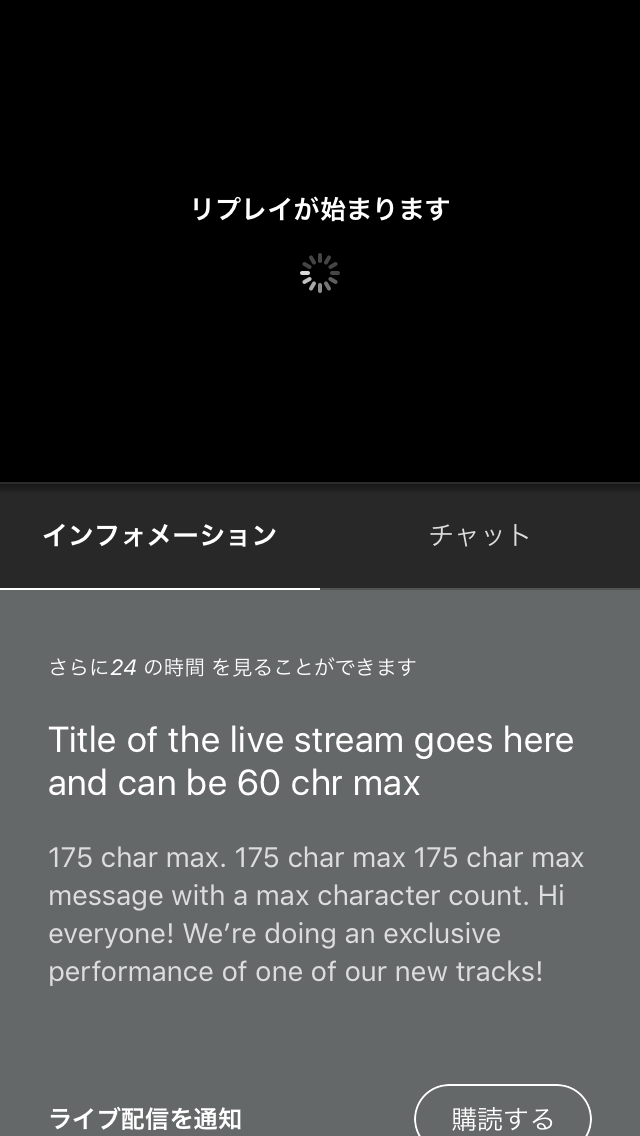 リプレイが始まります
インフォメーション
チャット
さらに24 の時間 を見ることができます
Title of the live stream goes here
and can be 60 chr max
175 char max. 175 char max 175 char max
message with a max character count. Hi
everyone! We’re doing an exclusive
performance of one of our new tracks!
ライブ配信を通知
購読する